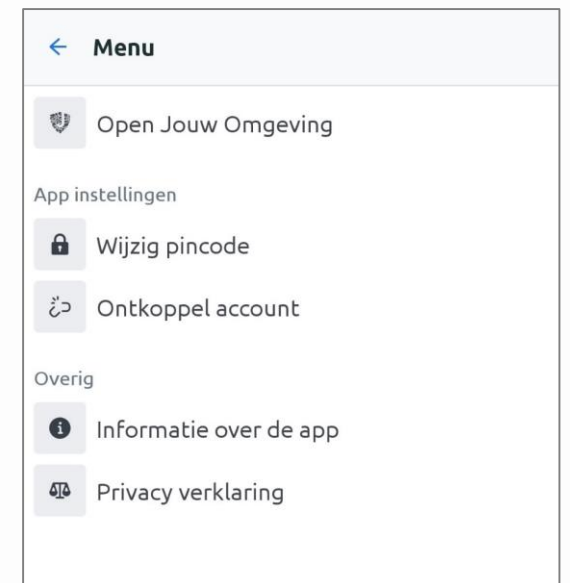 Menu
Open Jouw Omgeving
App instellingen
Wijzig pincode
Ontkoppel account
Overig
Informatie over de app
Privacy verklaring